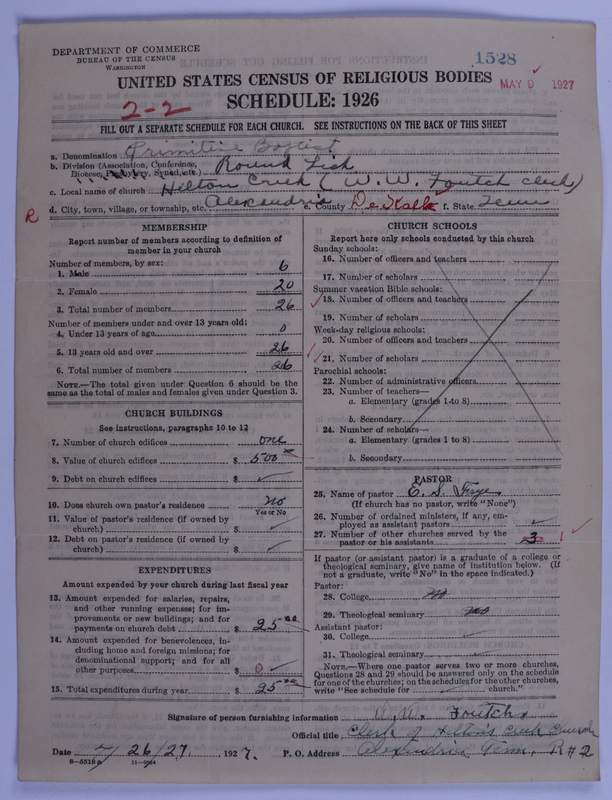 DEPARTMENT OF COMMERCE
BUREAU OF THE CENSUS
WASHINGTON
1528
MAY 9 1927
UNITED STATES CENSUS OF RELIGIOUS BODIES
2-2
SCHEDULE: 1926
FILL OUT A SEPARATE SCHEDULE FOR EACH CHURCH. SEE INSTRUCTIONS ON THE BACK OF THIS SHEET
a. Denomination Primitive Baptist
b. Division (Association, Conference, Diocese, Presbytery, Synod, etc.) Round Lick
c. Local name of church Helton Creek (W. W. Foutch clerk)
R
d. City, town, village, or township, etc. Alexandria e. County DeKalb f. State Tenn
MEMBERSHIP
Report number of members according to definition of
member in your church
Number of members, by sex:
1. Male 6
2. Female 20
3. Total number of members 26
Number of members under and over 13 years old:
4. Under 13 years of age 0
5. 13 years old and over 26
6. Total number of members 26
NOTE.—The total given under Question 6 should be the
same as the total of males and females given under Question 3.
CHURCH BUILDINGS
See instructions, paragraphs 10 to 12
7. Number of church edifices one
8. Value of church edifices $ 500
9. Debt on church edifices $
10. Does church own pastor's residence no
Yes or No
11. Value of pastor's residence (if owned by
church) $
12. Debt on pastor's residence (if owned by
church) $
EXPENDITURES
Amount expended by your church during last fiscal year
13. Amount expended for salaries, repairs,
and other running expenses; for im-
provements or new buildings; and for
payments on church debt $ 25 00
14. Amount expended for benevolences, in-
cluding home and foreign missions; for
denominational support; and for all
other purposes $ 0
15. Total expenditures during year $ 25 00
CHURCH SCHOOLS
Report here only schools conducted by this church
Sunday schools:
16. Number of officers and teachers
17. Number of scholars
Summer vacation Bible schools:
18. Number of officers and teachers
19. Number of scholars
Week-day religious schools:
20. Number of officers and teachers
21. Number of scholars
Parochial schools:
22. Number of administrative officers
23. Number of teachers—
a. Elementary (grades 1 to 8)
b. Secondary
24. Number of scholars—
a. Elementary (grades 1 to 8)
b. Secondary
PASTOR
25. Name of pastor E. S.
(If church has no pastor, write "None")
26. Number of ordained ministers, if any, em-
ployed as assistant pastors
27. Number of other churches served by the
pastor or his assistants 3 1
If pastor (or assistant pastor) is a graduate of a college or
theological seminary, give name of institution below. (If
not a graduate, write "No" in the space indicated.)
Pastor:
28. College
29. Theological seminary
Assistant pastor:
30. College
31. Theological seminary
NOTE.—Where one pastor serves two or more churches,
Questions 28 and 29 should be answered only on the schedule
for one of the churches; on the schedules for the other churches,
write "See schedule for church."
Signature of person furnishing information W. W. Foutch
Official title Clerk of Heltons Creek Church
Date 4/26/27, 1927. P. O. Address Alexandria Tenn, R#2
8—5518 B 11—9084